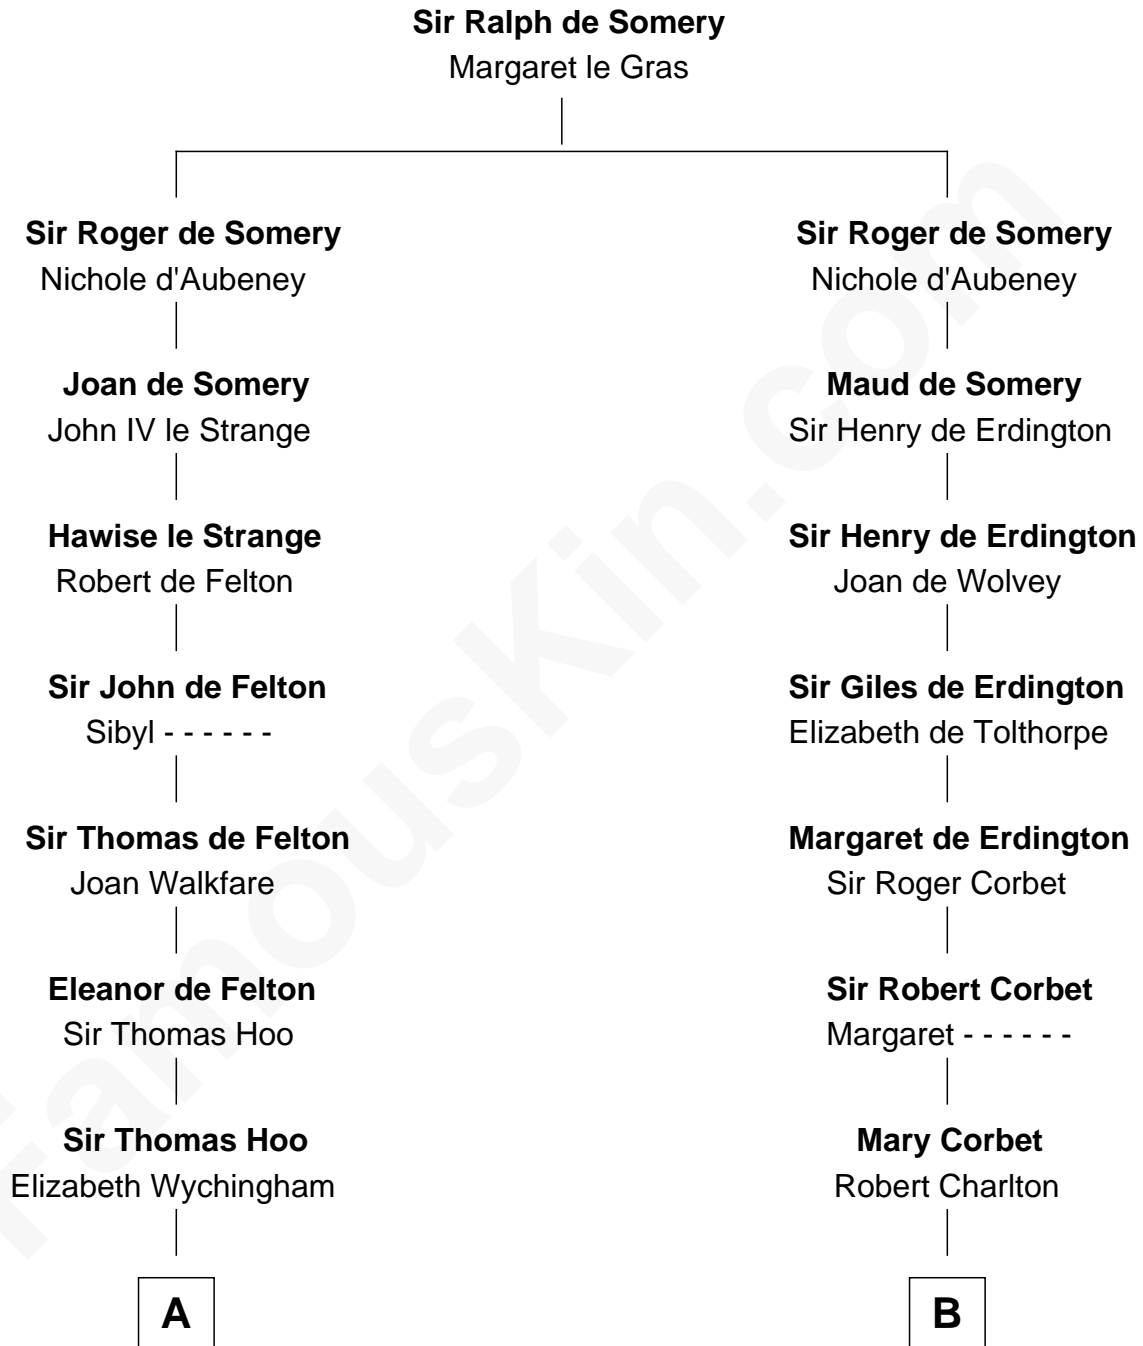 Sir Ralph de Somery
Margaret le Gras
Sir Roger de Somery
Nichole d'Aubeney
Joan de Somery
John IV le Strange
Hawise le Strange
Robert de Felton
Sir John de Felton
Sibyl - - - - - -
Sir Thomas de Felton
Joan Walkfare
Eleanor de Felton
Sir Thomas Hoo
Sir Thomas Hoo
Elizabeth Wychingham
A
Sir Roger de Somery
Nichole d'Aubeney
Maud de Somery
Sir Henry de Erdington
Sir Henry de Erdington
Joan de Wolvey
Sir Giles de Erdington
Elizabeth de Tolthorpe
Margaret de Erdington
Sir Roger Corbet
Sir Robert Corbet
Margaret - - - - - -
Mary Corbet
Robert Charlton
B
FamousKin.com